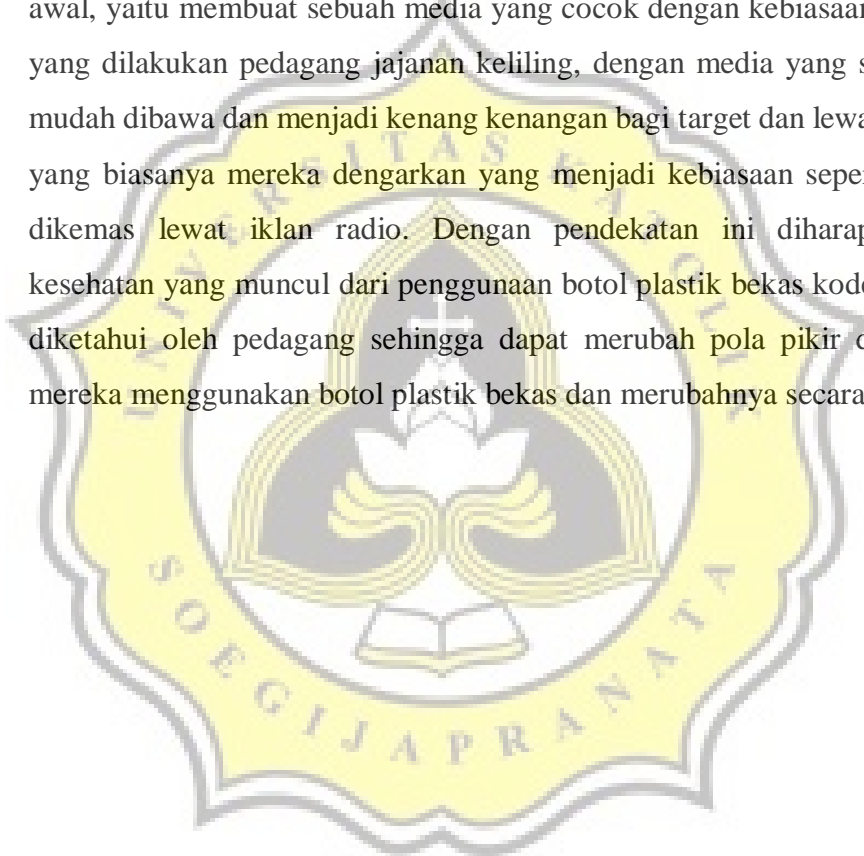 awal, yaitu membuat sebuah media yang cocok dengan kebiasaan
yang dilakukan pedagang jajanan keliling, dengan media yang s
mudah dibawa dan menjadi kenang kenangan bagi target dan lewa
yang biasanya mereka dengarkan yang menjadi kebiasaan sepe
dikemas lewat iklan radio. Dengan pendekatan ini diharap
kesehatan yang muncul dari penggunaan botol plastik bekas kode
diketahui oleh pedagang sehingga dapat merubah pola pikir d
mereka menggunakan botol plastik bekas dan merubahnya secara
UNIVERSITAS KATOLIK
SOEGIJAPRANATA